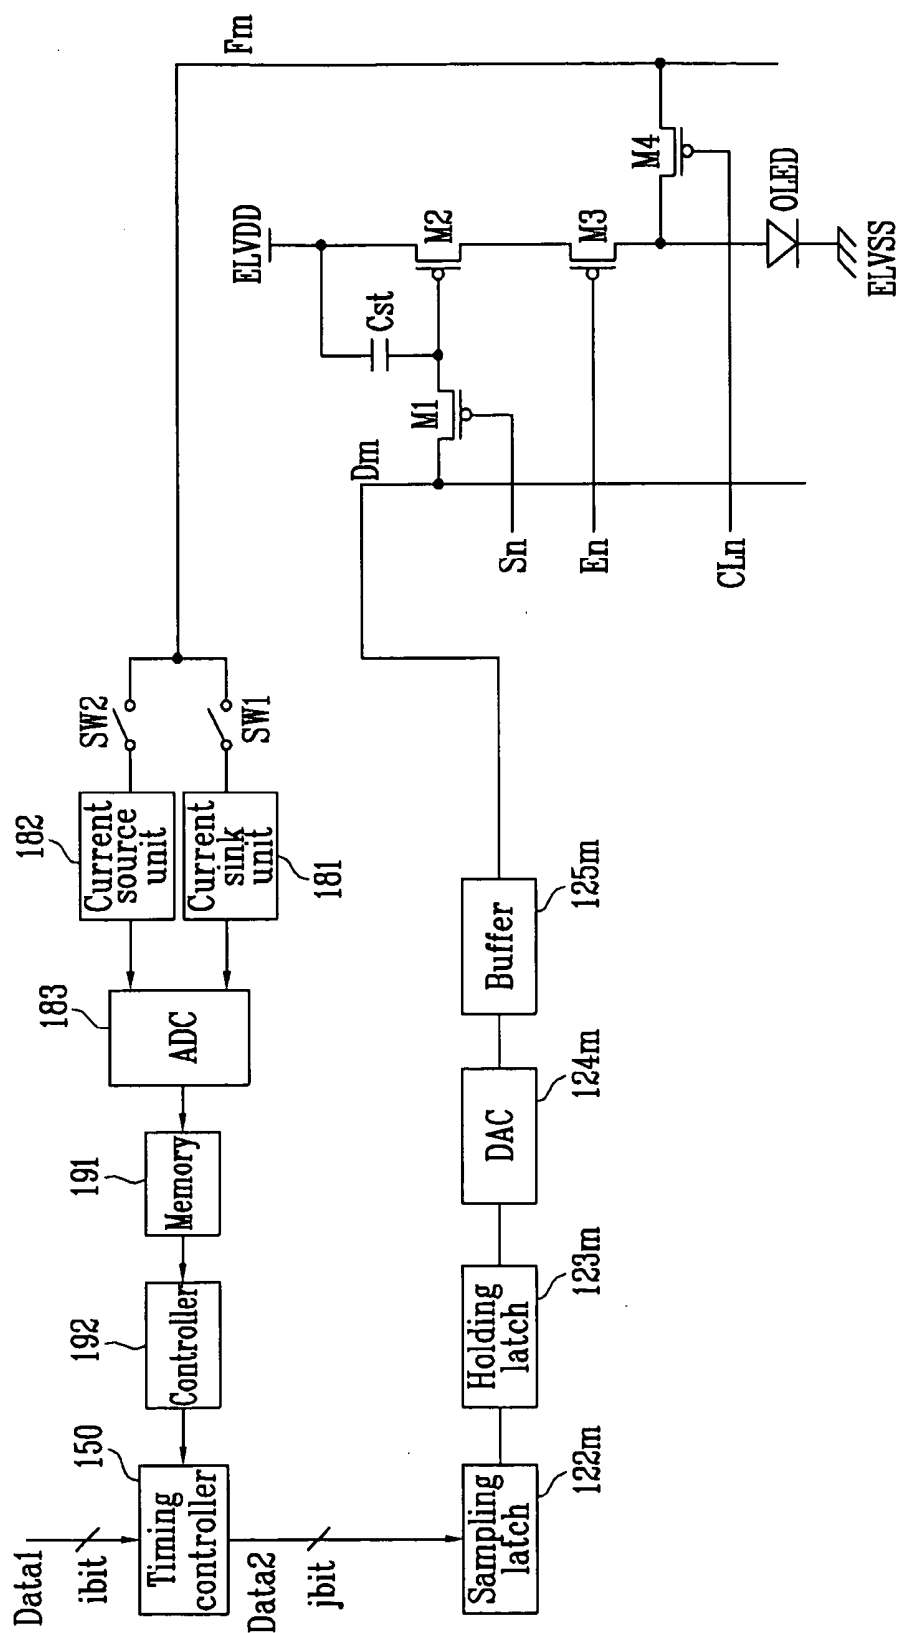 Data1
ibit
150
Timing
controller
Data2
jbit
192
Controller
191
Memory
183
ADC
182
Current
source
unit
Current
sink
unit
181
SW2
SW1
Fm
Sampling
latch
122m
Holding
latch
123m
DAC
124m
Buffer
125m
Dm
ELVDD
Cst
M1
M2
M3
M4
Sn
En
CLn
OLED
ELVSS